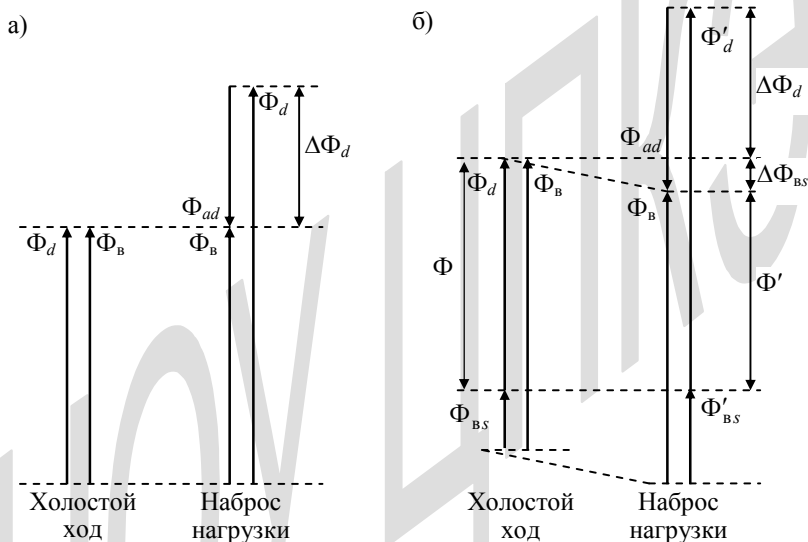 а)
Φd
ΔΦd
Φad
Φd
Φв
Φв
Холостой
ход
Наброс
нагрузки
б)
Φ′d
ΔΦd
Φad
ΔΦвs
Φd
Φв
Φв
Φ
Φ′
Φвs
Φ′вs
Холостой
ход
Наброс
нагрузки